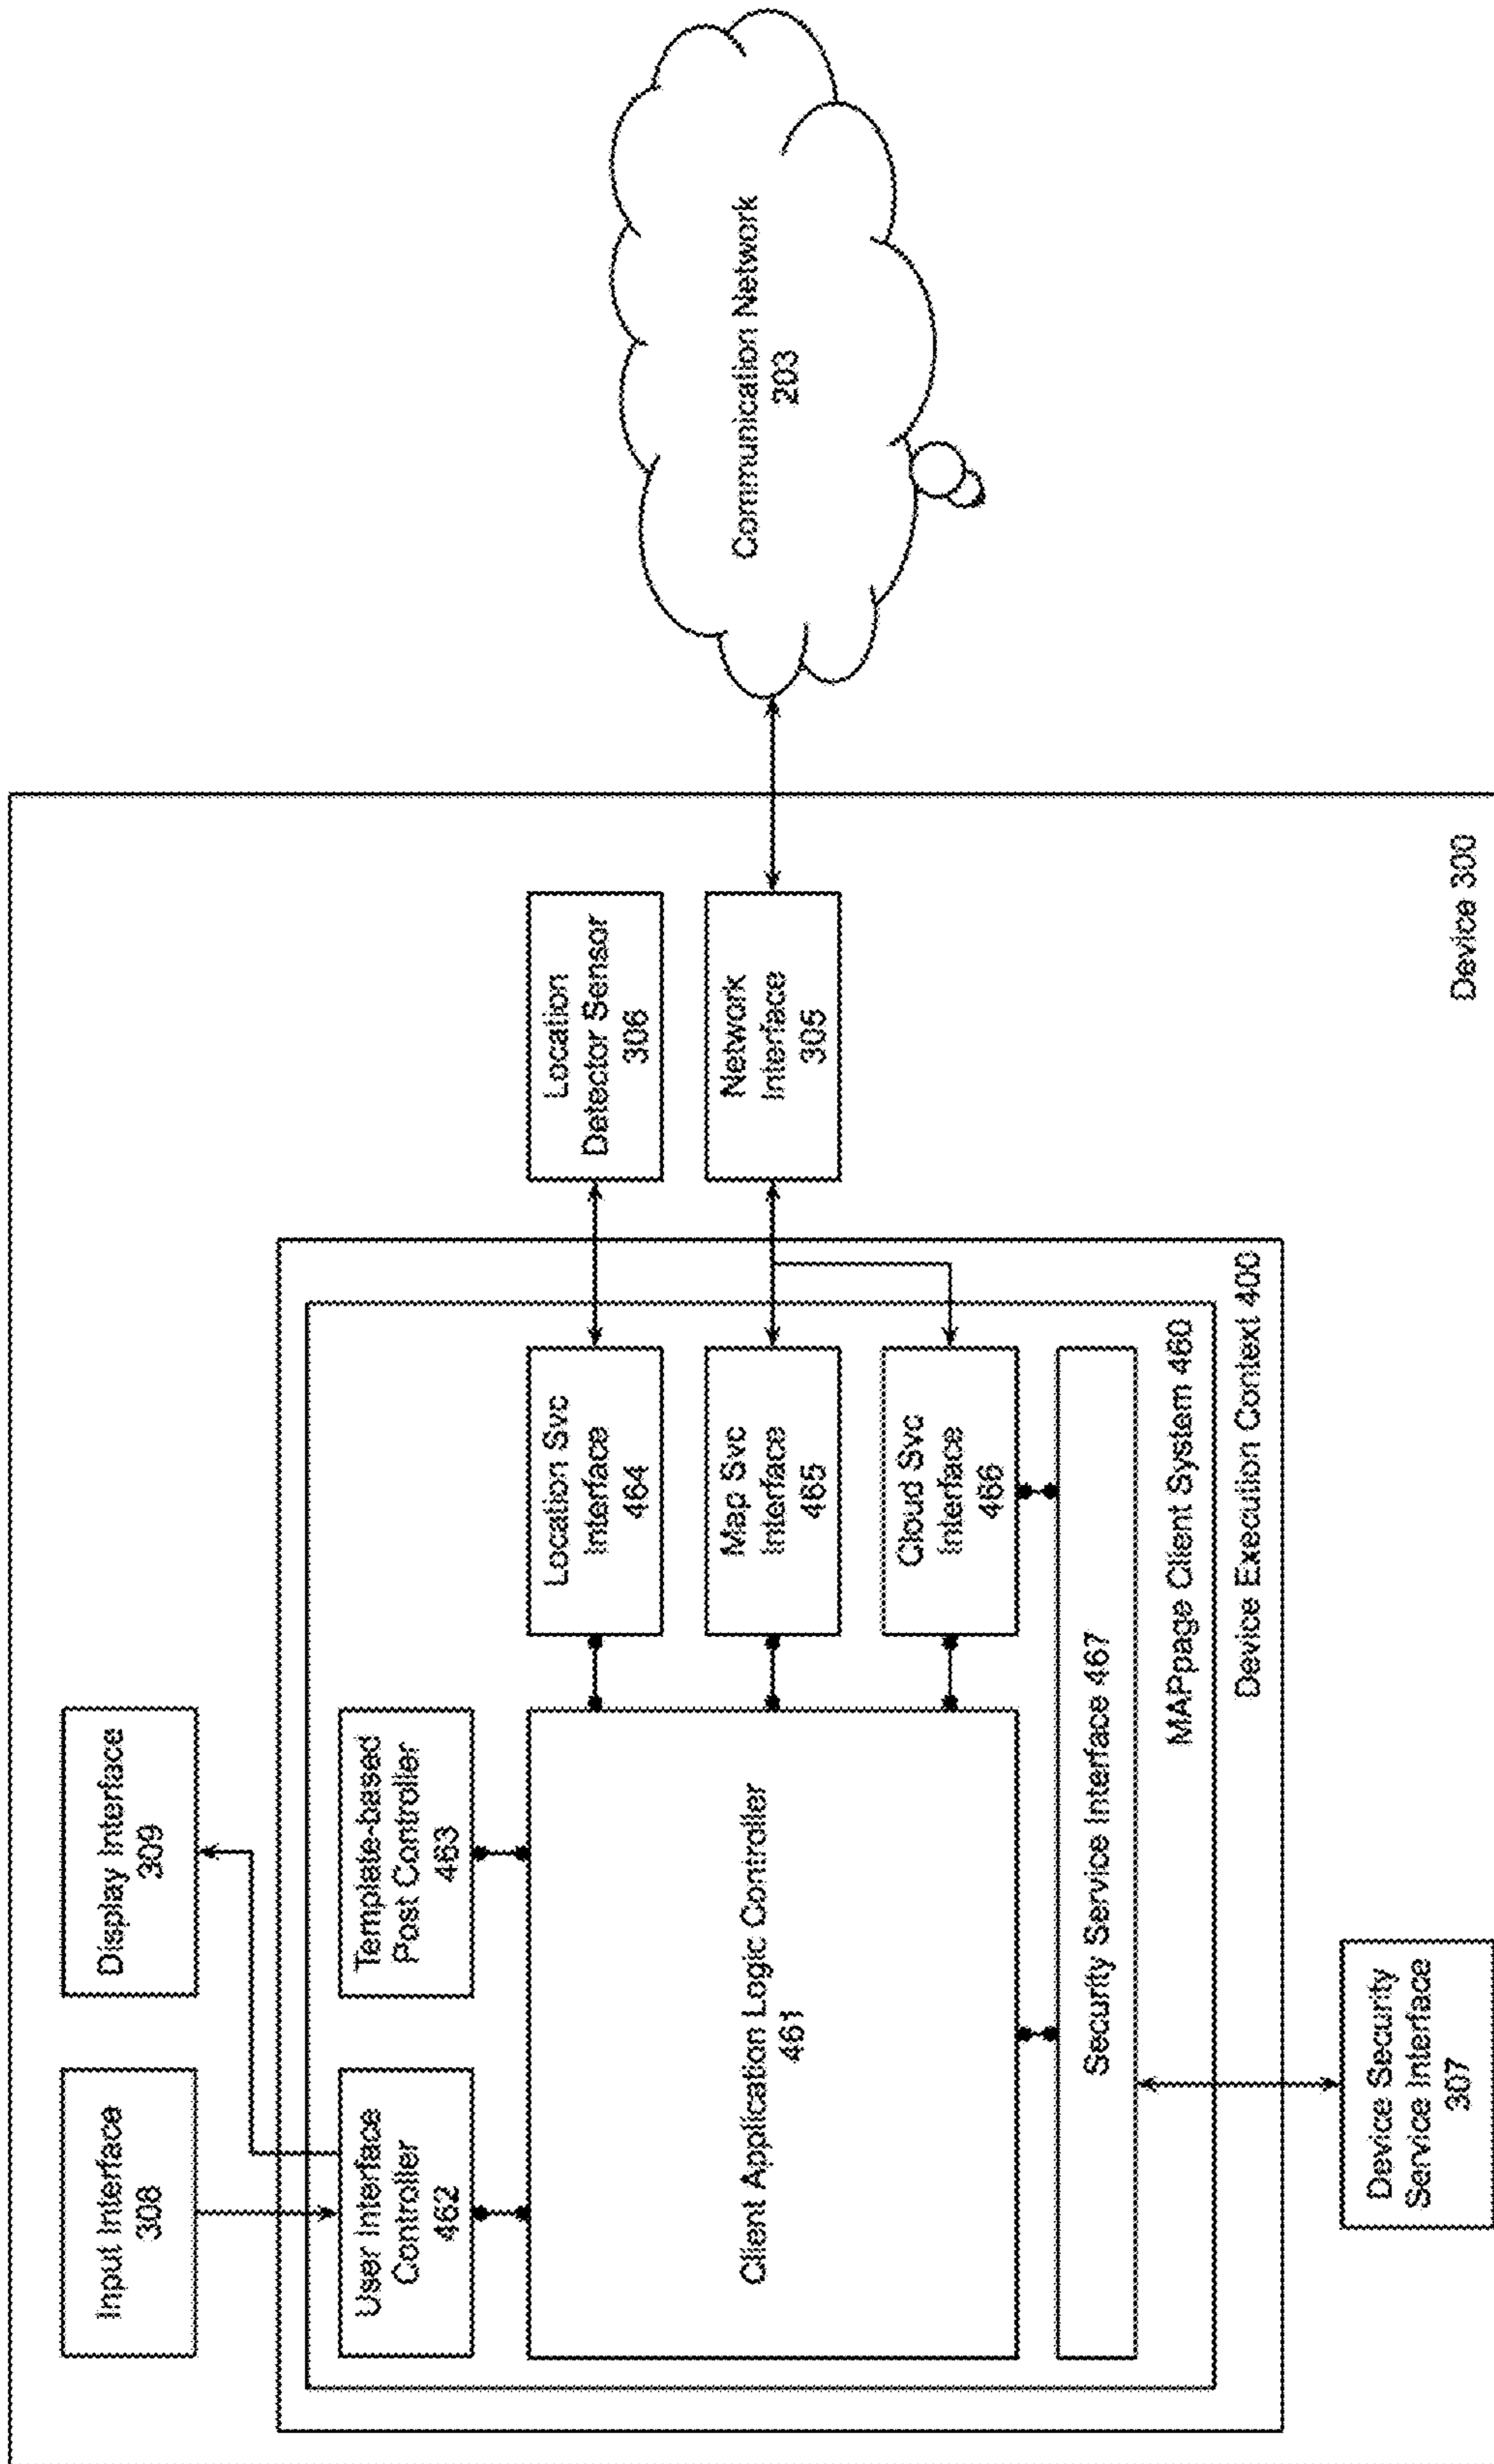 Input Interface
308
Display Interface
309
User Interface
Controller
462
Template-based
Post Controller
463
Client Application Logic Controller
461
Location Svc
Interface
464
Map Svc
Interface
465
Cloud Svc
Interface
466
Security Service Interface 467
MAPpage Client System 460
Device Execution Context 400
Location
Detector Sensor
306
Network
Interface
305
Device Security
Service Interface
307
Device 300
Communication Network
203